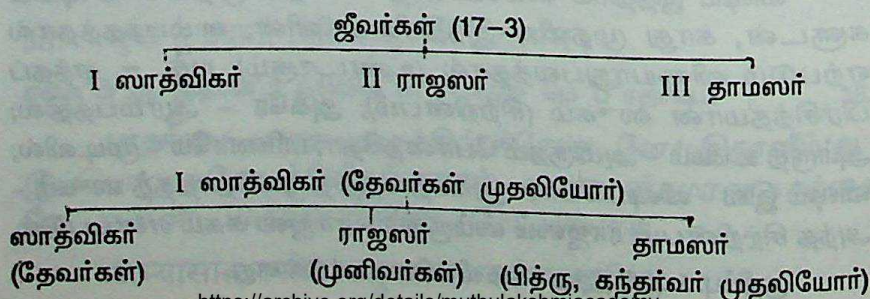 ஜீவர்கள் (17–3)
I ஸாத்விகர் II ராஜஸர் III தாமஸர்
I ஸாத்விகர் (தேவர்கள் முதலியோர்)
ஸாத்விகர் ராஜஸர் தாமஸர்
(தேவர்கள்) (முனிவர்கள்) (பித்ரு, கந்தர்வர் முதலியோர்)